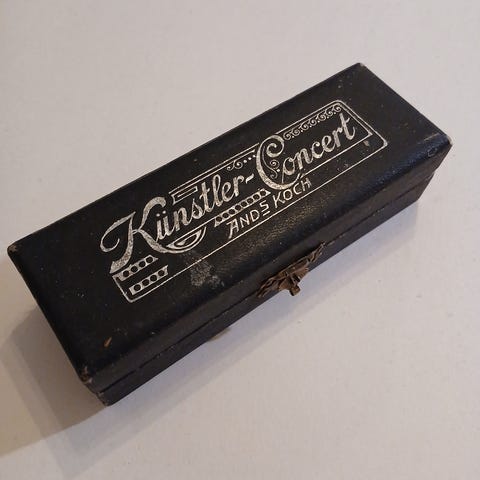 Künstler-Concert
ANDS KOCH